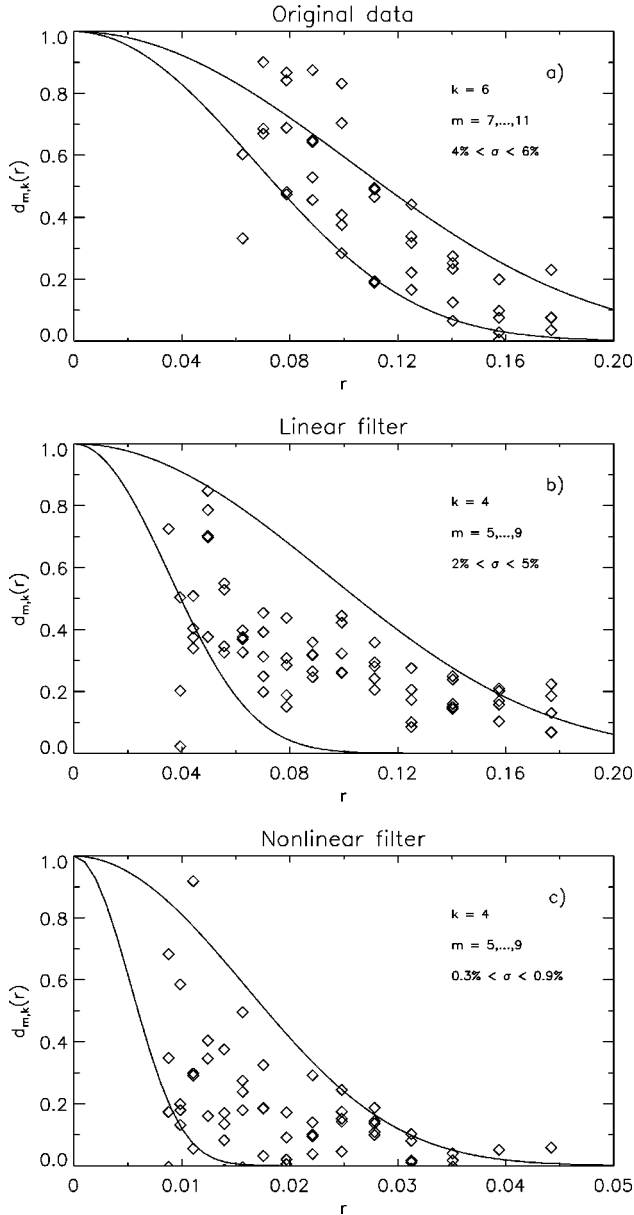 Original data
1.0
0.8
0.6
0.4
0.2
0.0
d_{m,k}(r)
a)
k = 6
m = 7,...,11
4% < σ < 6%
0 0.04 0.08 0.12 0.16 0.20
r
Linear filter
1.0
0.8
0.6
0.4
0.2
0.0
d_{m,k}(r)
b)
k = 4
m = 5,...,9
2% < σ < 5%
0 0.04 0.08 0.12 0.16 0.20
r
Nonlinear filter
1.0
0.8
0.6
0.4
0.2
0.0
d_{m,k}(r)
c)
k = 4
m = 5,...,9
0.3% < σ < 0.9%
0 0.01 0.02 0.03 0.04 0.05
r